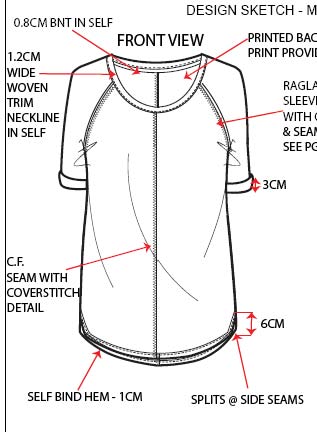 DESIGN SKETCH - M
0.8CM BNT IN SELF
FRONT VIEW
PRINTED BAC
PRINT PROVID
1.2CM
WIDE
WOVEN
TRIM
NECKLINE
IN SELF
RAGLA
SLEEV
WITH C
& SEAM
SEE PG
3CM
C.F.
SEAM WITH
COVERSTITCH
DETAIL
6CM
SELF BIND HEM - 1CM
SPLITS @ SIDE SEAMS